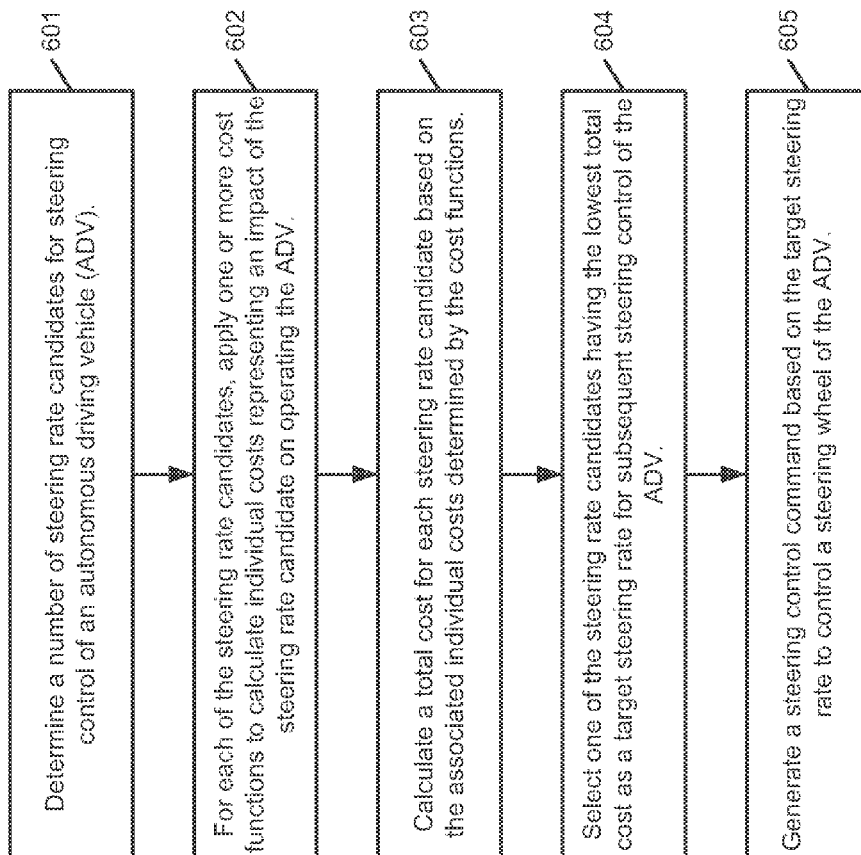 601
Determine a number of steering rate candidates for steering
control of an autonomous driving vehicle (ADV).
602
For each of the steering rate candidates, apply one or more cost
functions to calculate individual costs representing an impact of the
steering rate candidate on operating the ADV.
603
Calculate a total cost for each steering rate candidate based on
the associated individual costs determined by the cost functions.
604
Select one of the steering rate candidates having the lowest total
cost as a target steering rate for subsequent steering control of the
ADV.
605
Generate a steering control command based on the target steering
rate to control a steering wheel of the ADV.